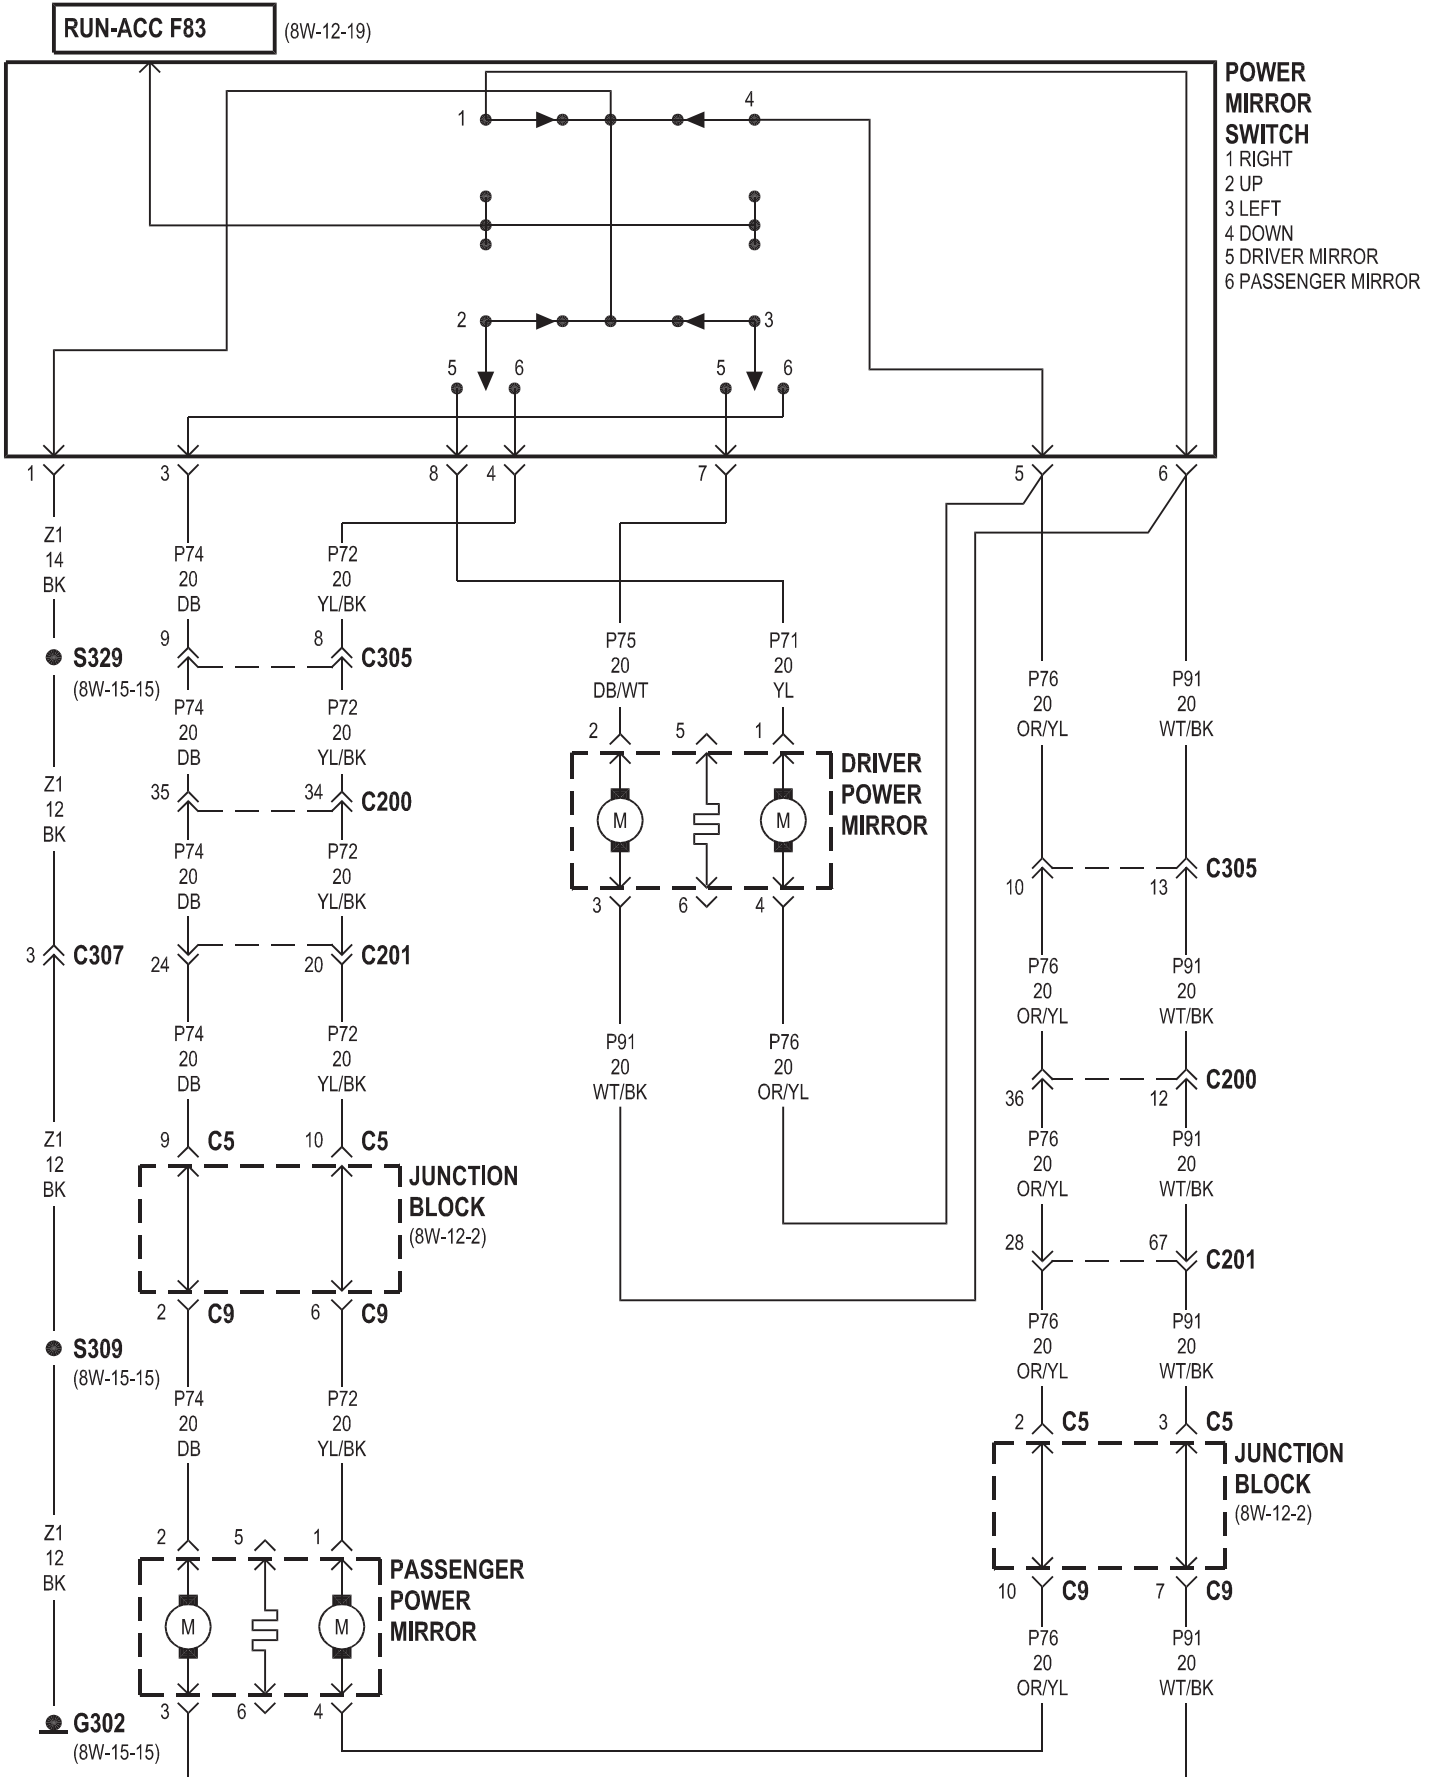 RUN-ACC F83 (8W-12-19)
POWER
MIRROR
SWITCH
1 RIGHT
2 UP
3 LEFT
4 DOWN
5 DRIVER MIRROR
6 PASSENGER MIRROR
1 4
2 3
5 6 5 6
1 3 8 4 7 5 6
Z1
14
BK
P74
20
DB
P72
20
YL/BK
9 8 C305
S329
(8W-15-15)
P75
20
DB/WT
P71
20
YL
P76
20
OR/YL
P91
20
WT/BK
P74
20
DB
P72
20
YL/BK
2 5 1
DRIVER
POWER
MIRROR
M M
3 6 4
Z1
12
BK
35 34 C200
P74
20
DB
P72
20
YL/BK
10 13 C305
3 C307
24 20 C201
P76
20
OR/YL
P91
20
WT/BK
P74
20
DB
P72
20
YL/BK
P91
20
WT/BK
P76
20
OR/YL
36 12 C200
Z1
12
BK
9 C5 10 C5
P76
20
OR/YL
P91
20
WT/BK
JUNCTION
BLOCK
(8W-12-2)
28 67 C201
2 C9 6 C9
P76
20
OR/YL
P91
20
WT/BK
S309
(8W-15-15)
P74
20
DB
P72
20
YL/BK
2 C5 3 C5
JUNCTION
BLOCK
(8W-12-2)
Z1
12
BK
2 5 1
PASSENGER
POWER
MIRROR
M M
10 C9 7 C9
P76
20
OR/YL
P91
20
WT/BK
3 6 4
G302
(8W-15-15)